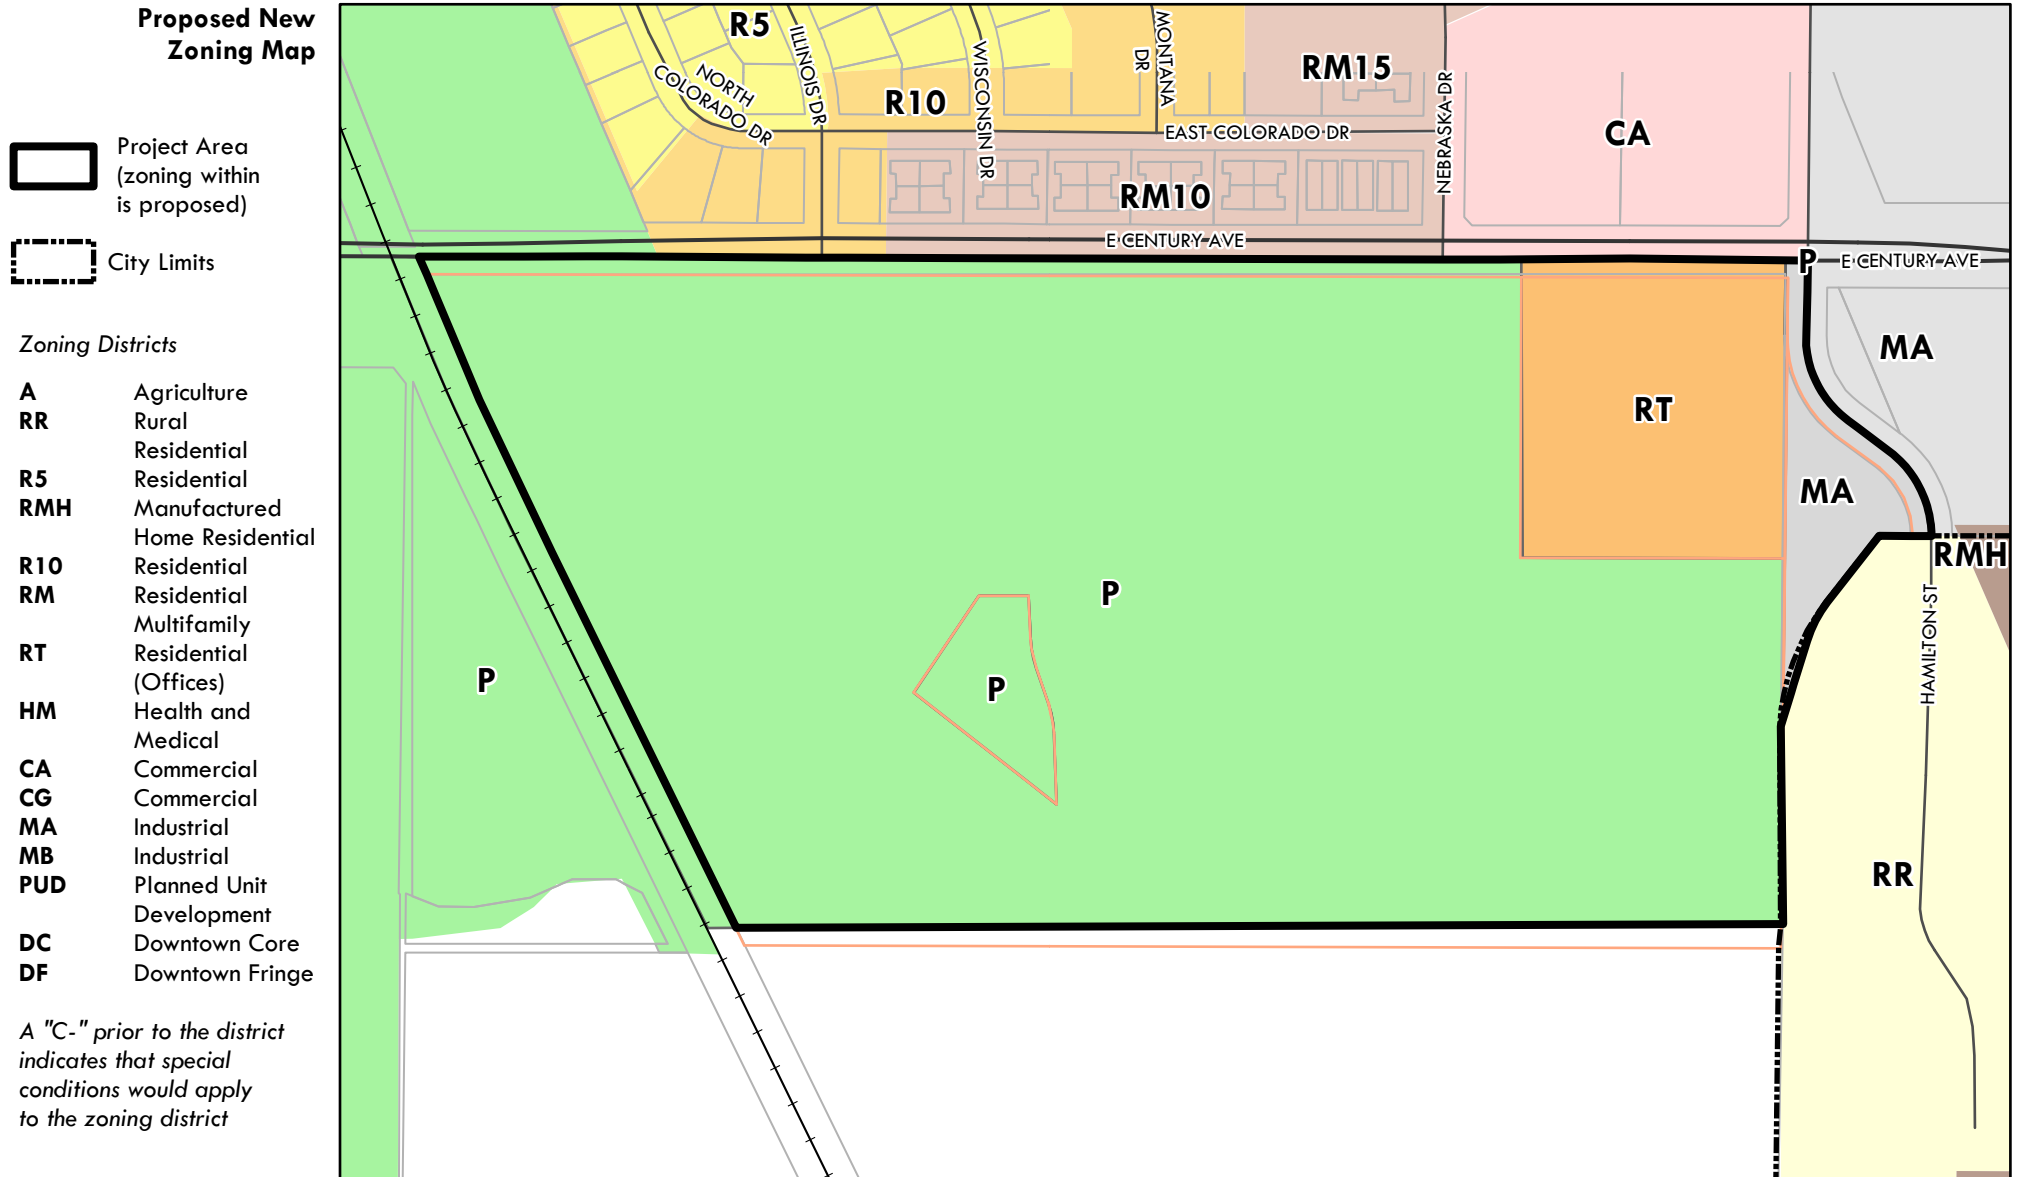 Proposed New
Zoning Map
Project Area
(zoning within
is proposed)
City Limits
Zoning Districts
A Agriculture
RR Rural
Residential
R5 Residential
RMH Manufactured
Home Residential
R10 Residential
RM Residential
Multifamily
RT Residential
(Offices)
HM Health and
Medical
CA Commercial
CG Commercial
MA Industrial
MB Industrial
PUD Planned Unit
Development
DC Downtown Core
DF Downtown Fringe
A "C-" prior to the district
indicates that special
conditions would apply
to the zoning district
R5
ILLINOIS DR
NORTH
COLORADO DR
R10
WISCONSIN DR
MONTANA
DR
RM15
NEBRASKA DR
CA
EAST COLORADO DR
RM10
E CENTURY AVE
P
E CENTURY AVE
MA
RT
MA
RMH
HAMILTON ST
P
P
P
RR